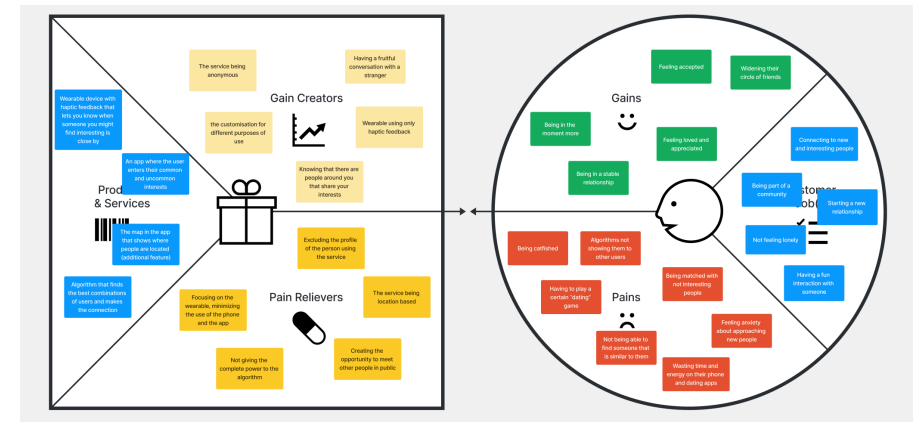 The service being
anonymous
Having a fruitful
conversation with a
stranger
Gain Creators
Wearable device with
haptic feedback that
lets you know when
someone you might
find interesting is
close by
the customisation for
different purposes of
use
Wearable using only
haptic feedback
An app where the user
enters their common
and uncommon
interests
Knowing that there are
people around you
that share your
interests
Prod
& Services
The map in the app
that shows where
people are located
(additional feature)
Algorithm that finds
the best combinations
of users and makes
the connection
Excluding the profile
of the person using
the service
Focusing on the
wearable, minimizing
the use of the phone
and the app
Pain Relievers
The service being
location based
Not giving the
complete power to the
algorithm
Creating the
opportunity to meet
other people in public
Feeling accepted
Widening their
circle of friends
Gains
Being in the
moment more
Feeling loved and
appreciated
Being in a stable
relationship
Connecting to new
and interesting people
Being part of a
community
stomer
ob(
Starting a new
relationship
Not feeling lonely
Having a fun
interaction with
someone
Being catfished
Algorithms not
showing them to
other users
Being matched with
not interesting
people
Having to play a
certain "dating"
game
Pains
Not being able to
find someone that
is similar to them
Feeling anxiety
about approaching
new people
Wasting time and
energy on their phone
and dating apps